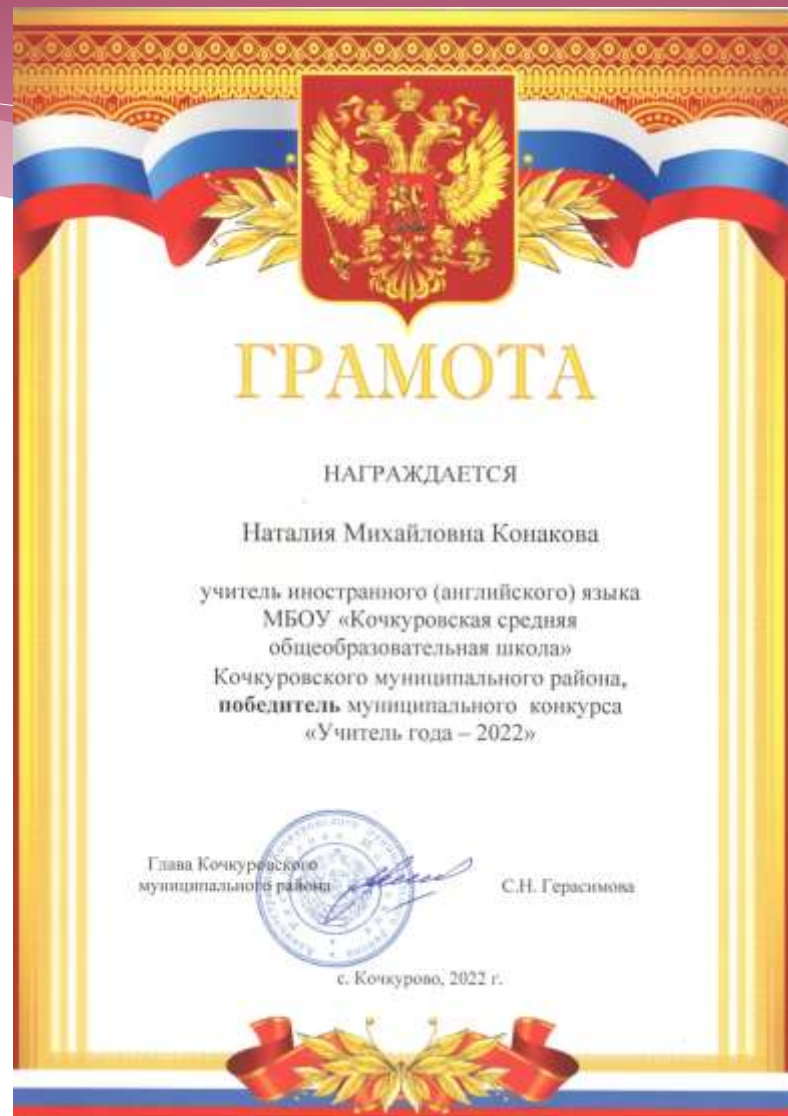 ГРАМОТА
НАГРАЖДАЕТСЯ
Наталия Михайловна Конакова
учитель иностранного (английского) языка
МБОУ «Кочкуровская средняя
общеобразовательная школа»
Кочкуровского муниципального района,
победитель муниципального конкурса
«Учитель года – 2022»
Глава Кочкуровского
муниципального района
С.Н. Герасимова
с. Кочкурово, 2022 г.